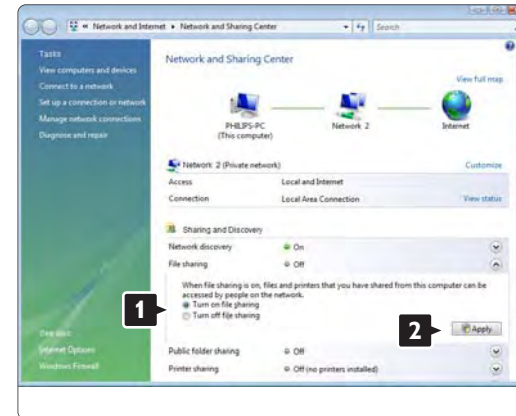 Network and Internet ▸ Network and Sharing Center
Search
Tasks
View computers and devices
Connect to a network
Set up a connection or network
Manage network connections
Diagnose and repair
See also
Internet Options
Windows Firewall
Network and Sharing Center
View full map
PHILIPS-PC
(This computer)
Network 2
Internet
Network 2 (Private network)
Customize
Access
Local and Internet
Connection
Local Area Connection
View status
Sharing and Discovery
Network discovery
On
File sharing
Off
When file sharing is on, files and printers that you have shared from this computer can be
accessed by people on the network.
1
Turn on file sharing
Turn off file sharing
2
Apply
Public folder sharing
Off
Printer sharing
Off (no printers installed)